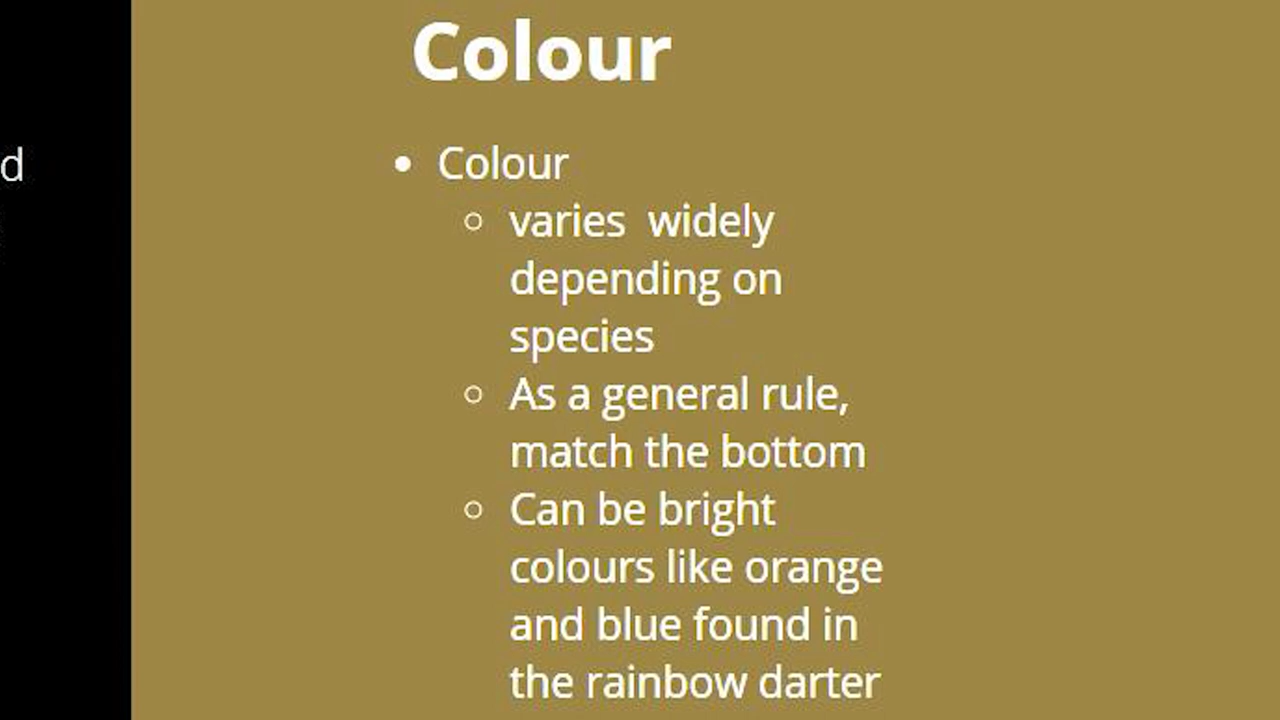 Colour
d
• Colour
○ varies  widely
depending on
species
○ As a general rule,
match the bottom
○ Can be bright
colours like orange
and blue found in
the rainbow darter